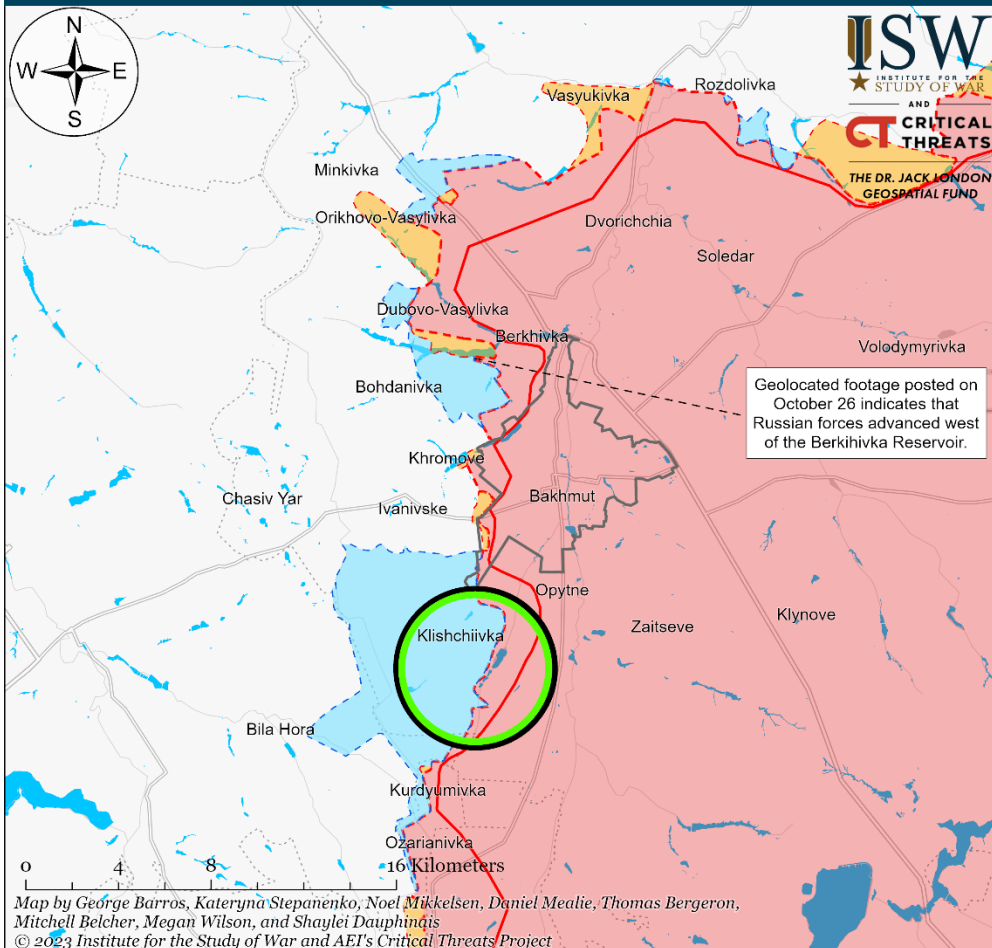 N
W
E
S
ISW
INSTITUTE FOR THE
STUDY OF WAR
AND
CT CRITICAL
THREATS
THE DR. JACK LONDON
GEOSPATIAL FUND
Vasyukivka
Rozdolivka
Minkivka
Orikhovo-Vasylivka
Dvorichchia
Soledar
Dubovo-Vasylivka
Berkhivka
Volodymyrivka
Bohdanivka
Geolocated footage posted on
October 26 indicates that
Russian forces advanced west
of the Berkihivka Reservoir.
Khromove
Chasiv Yar
Ivanivske
Bakhmut
Opytne
Klishchiivka
Zaitseve
Klynove
Bila Hora
Kurdyumivka
Ozarianivka
0 4 8 16 Kilometers
Map by George Barros, Kateryna Stepanenko, Noel Mikkelsen, Daniel Mealie, Thomas Bergeron,
Mitchell Belcher, Megan Wilson, and Shaylei Dauphinais
© 2023 Institute for the Study of War and AEI's Critical Threats Project